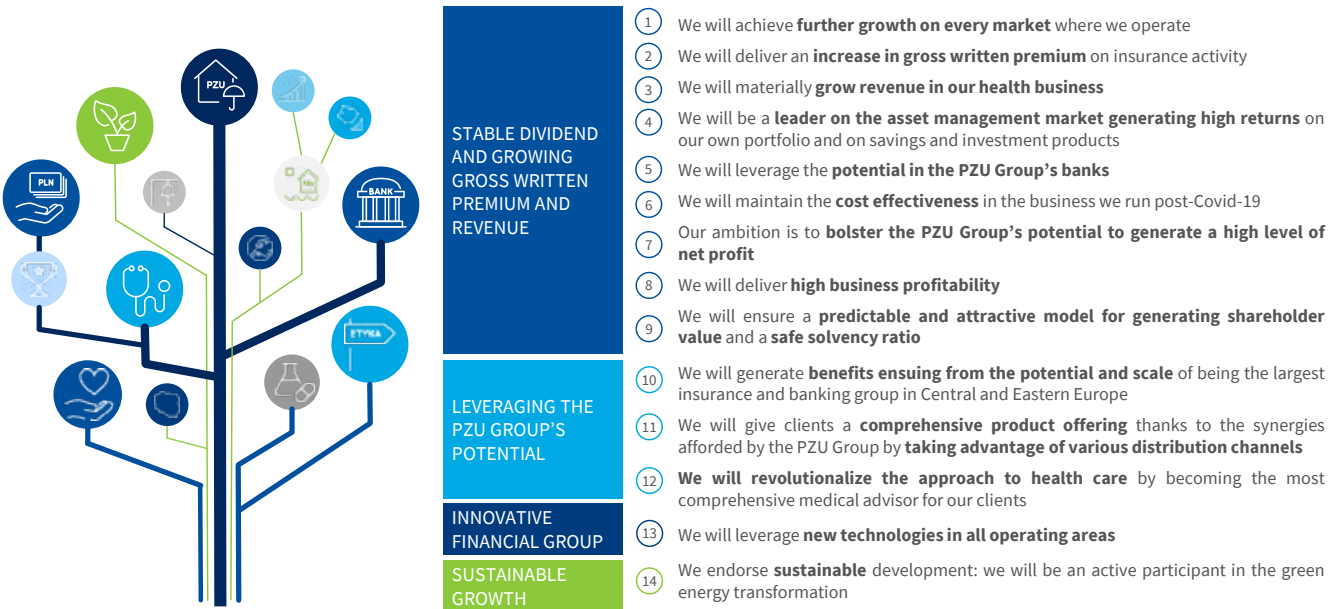 PZU
PLN
BANK
PZU
ETYKA
STABLE DIVIDEND
AND GROWING
GROSS WRITTEN
PREMIUM AND
REVENUE
1 We will achieve further growth on every market where we operate
2 We will deliver an increase in gross written premium on insurance activity
3 We will materially grow revenue in our health business
4 We will be a leader on the asset management market generating high returns on
our own portfolio and on savings and investment products
5 We will leverage the potential in the PZU Group's banks
6 We will maintain the cost effectiveness in the business we run post-Covid-19
7 Our ambition is to bolster the PZU Group's potential to generate a high level of
net profit
8 We will deliver high business profitability
9 We will ensure a predictable and attractive model for generating shareholder
value and a safe solvency ratio
LEVERAGING THE
PZU GROUP'S
POTENTIAL
10 We will generate benefits ensuing from the potential and scale of being the largest
insurance and banking group in Central and Eastern Europe
11 We will give clients a comprehensive product offering thanks to the synergies
afforded by the PZU Group by taking advantage of various distribution channels
12 We will revolutionalize the approach to health care by becoming the most
comprehensive medical advisor for our clients
INNOVATIVE
FINANCIAL GROUP
13 We will leverage new technologies in all operating areas
SUSTAINABLE
GROWTH
14 We endorse sustainable development: we will be an active participant in the green
energy transformation